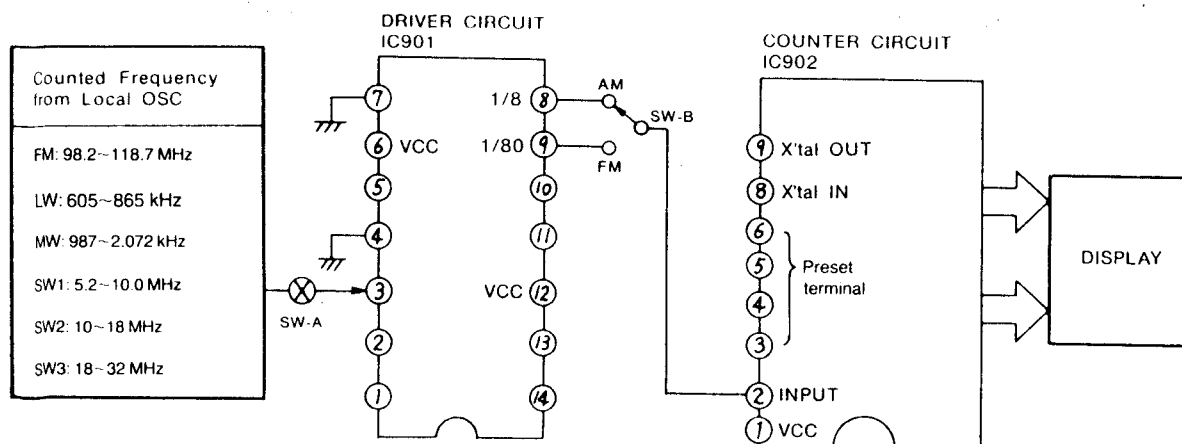 Counted Frequency
from Local OSC
FM: 98.2~118.7 MHz
LW: 605~865 kHz
MW: 987~2.072 kHz
SW1: 5.2~10.0 MHz
SW2: 10~18 MHz
SW3: 18~32 MHz
SW-A
DRIVER CIRCUIT
IC901
7
6 VCC
5
4
3
2
1
1/8 8
1/80 9
10
11
VCC 12
13
14
AM
SW-B
FM
COUNTER CIRCUIT
IC902
9 X'tal OUT
8 X'tal IN
6
5
4
3
Preset
terminal
2 INPUT
1 VCC
DISPLAY